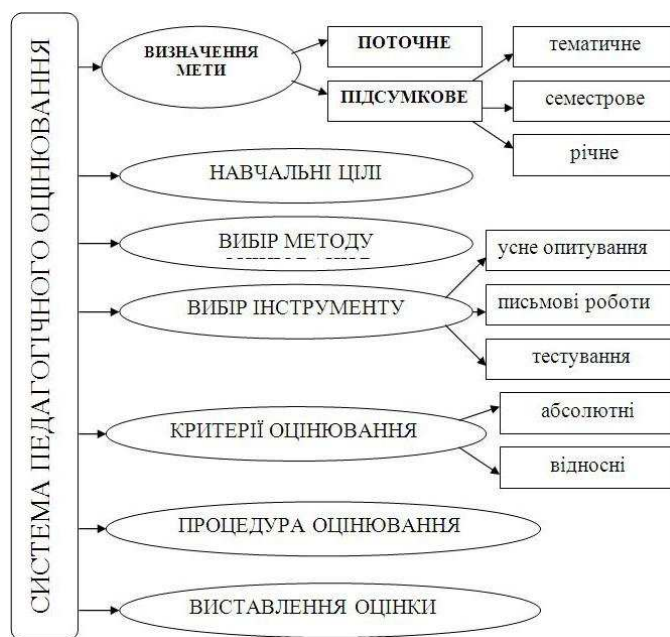 СИСТЕМА ПЕДАГОГІЧНОГО ОЦІНЮВАННЯ
ВИЗНАЧЕННЯ
МЕТИ
ПОТОЧНЕ
ПІДСУМКОВЕ
тематичне
семестрове
річне
НАВЧАЛЬНІ ЦІЛІ
ВИБІР МЕТОДУ
ВИБІР ІНСТРУМЕНТУ
усне опитування
письмові роботи
тестування
КРИТЕРІЇ ОЦІНЮВАННЯ
абсолютні
відносні
ПРОЦЕДУРА ОЦІНЮВАННЯ
ВИСТАВЛЕННЯ ОЦІНКИ